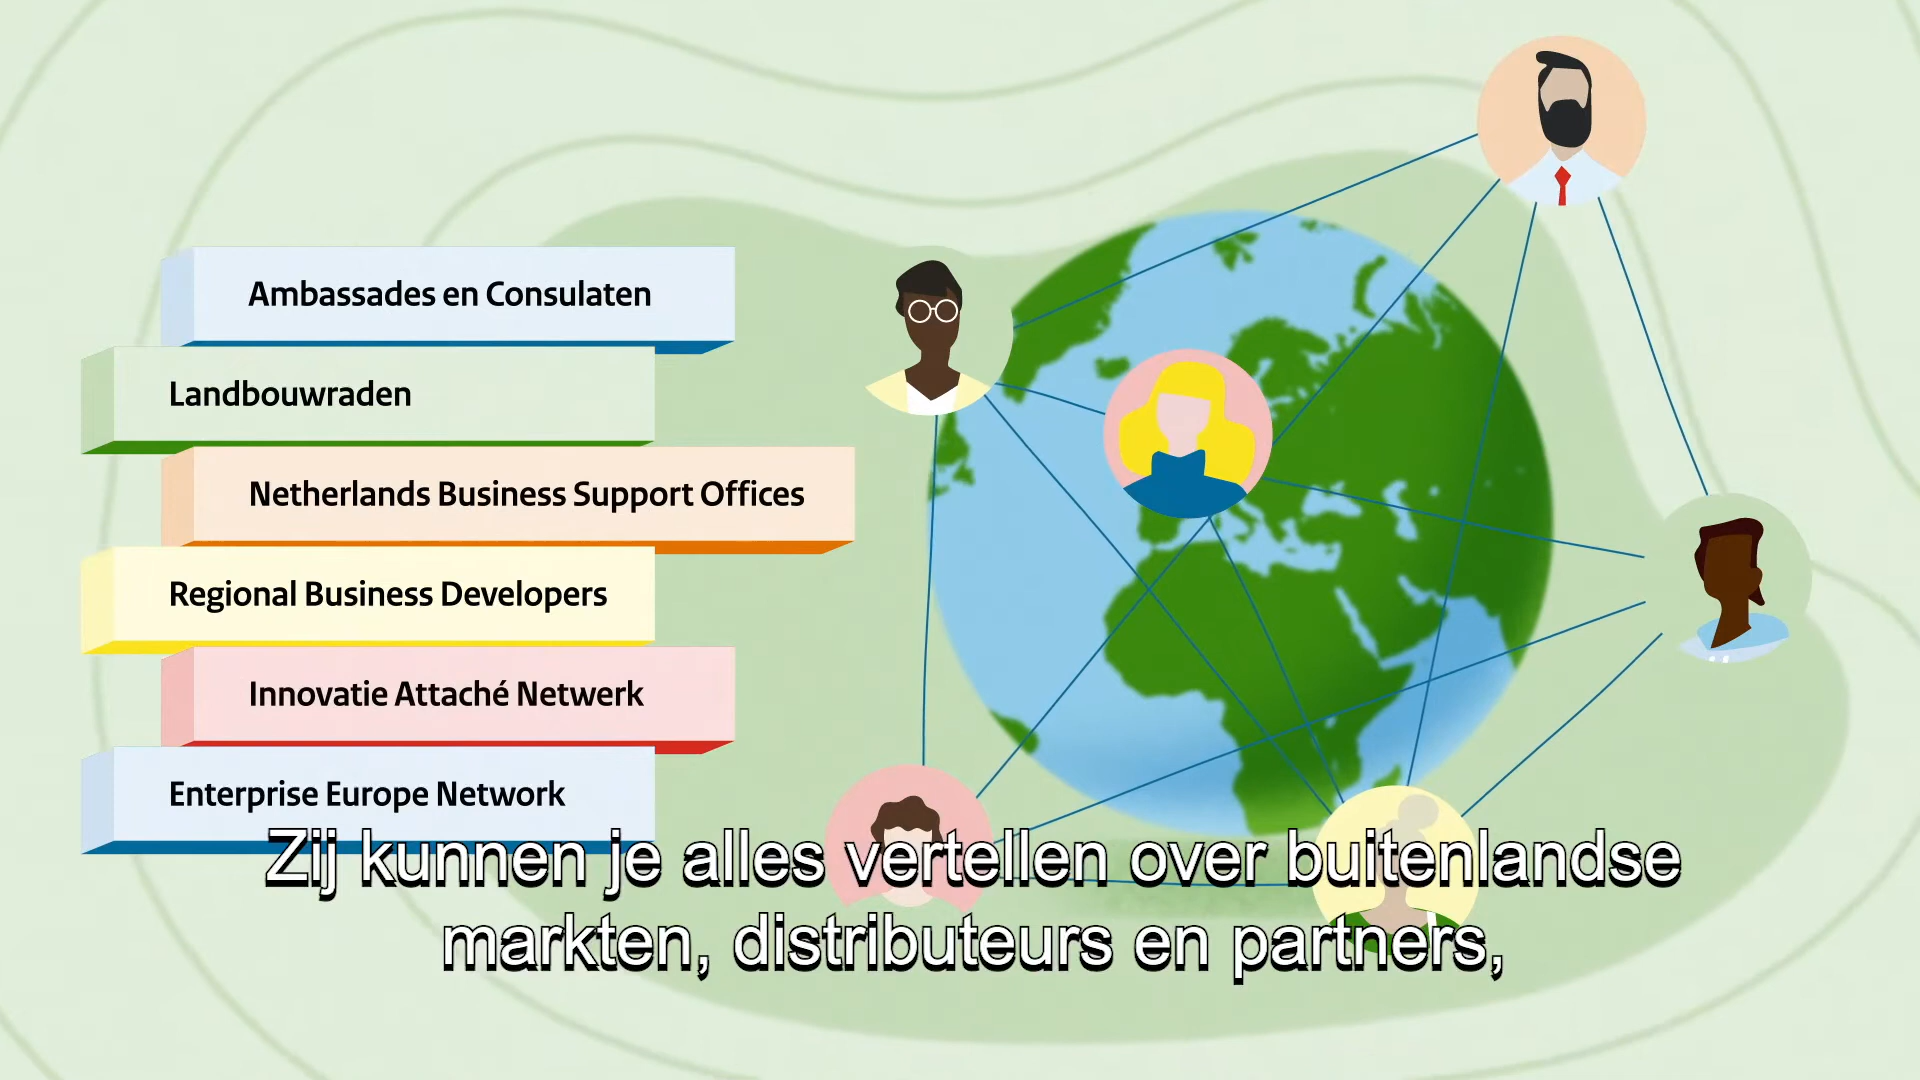 Ambassades en Consulaten
Landbouwraden
Netherlands Business Support Offices
Regional Business Developers
Innovatie Attaché Netwerk
Enterprise Europe Network
Zij kunnen je alles vertellen over buitenlandse
markten, distributeurs en partners,